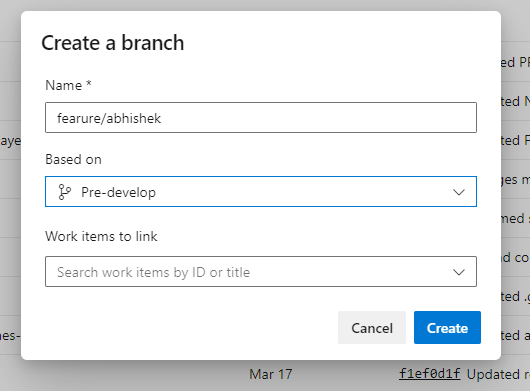 Create a branch
Name *
fearure/abhishek
Based on
Pre-develop
Work items to link
Search work items by ID or title
Cancel
Create
Mar 17
f1ef0d1f Updated